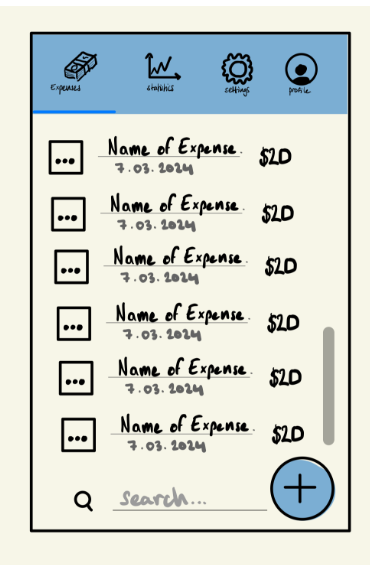 Expenses
statistics
settings
profile
...
Name of Expense.
$20
7.03.2024
...
Name of Expense.
$20
7.03.2024
...
Name of Expense.
$20
7.03.2024
...
Name of Expense.
$20
7.03.2024
...
Name of Expense.
$20
7.03.2024
...
Name of Expense.
$20
7.03.2024
search...
+